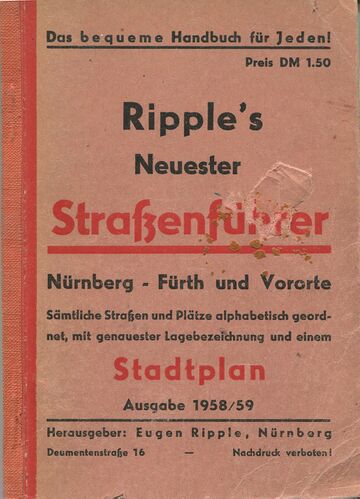 Das bequeme Handbuch für Jeden!
Preis DM 1.50
Ripple's
Neuester
Straßenführer
Nürnberg - Fürth und Vororte
Sämtliche Straßen und Plätze alphabetisch geord-
net, mit genauester Lagebezeichnung und einem
Stadtplan
Ausgabe 1958/59
Herausgeber: Eugen Ripple, Nürnberg
Deumentenstraße 16 — Nachdruck verboten!